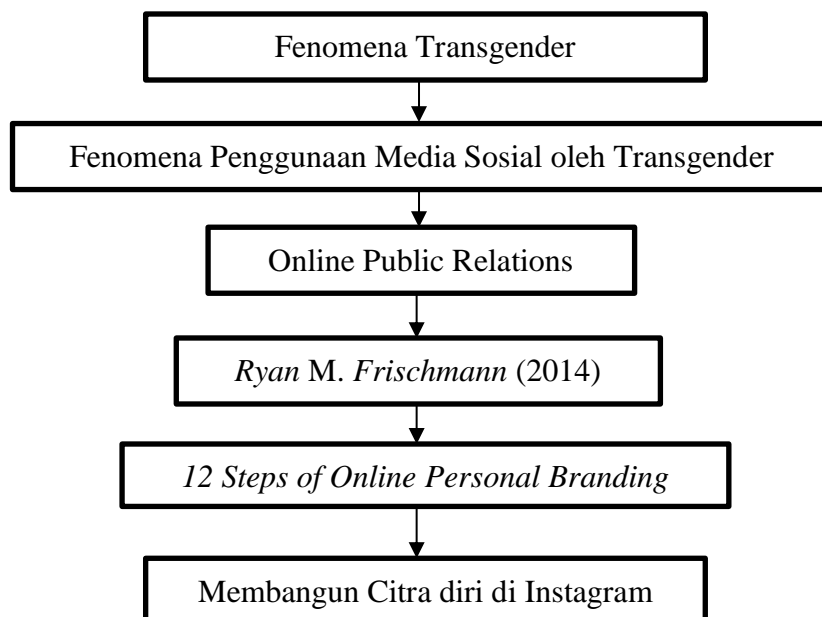 Fenomena Transgender
Fenomena Penggunaan Media Sosial oleh Transgender
Online Public Relations
Ryan M. Frischmann (2014)
12 Steps of Online Personal Branding
Membangun Citra diri di Instagram